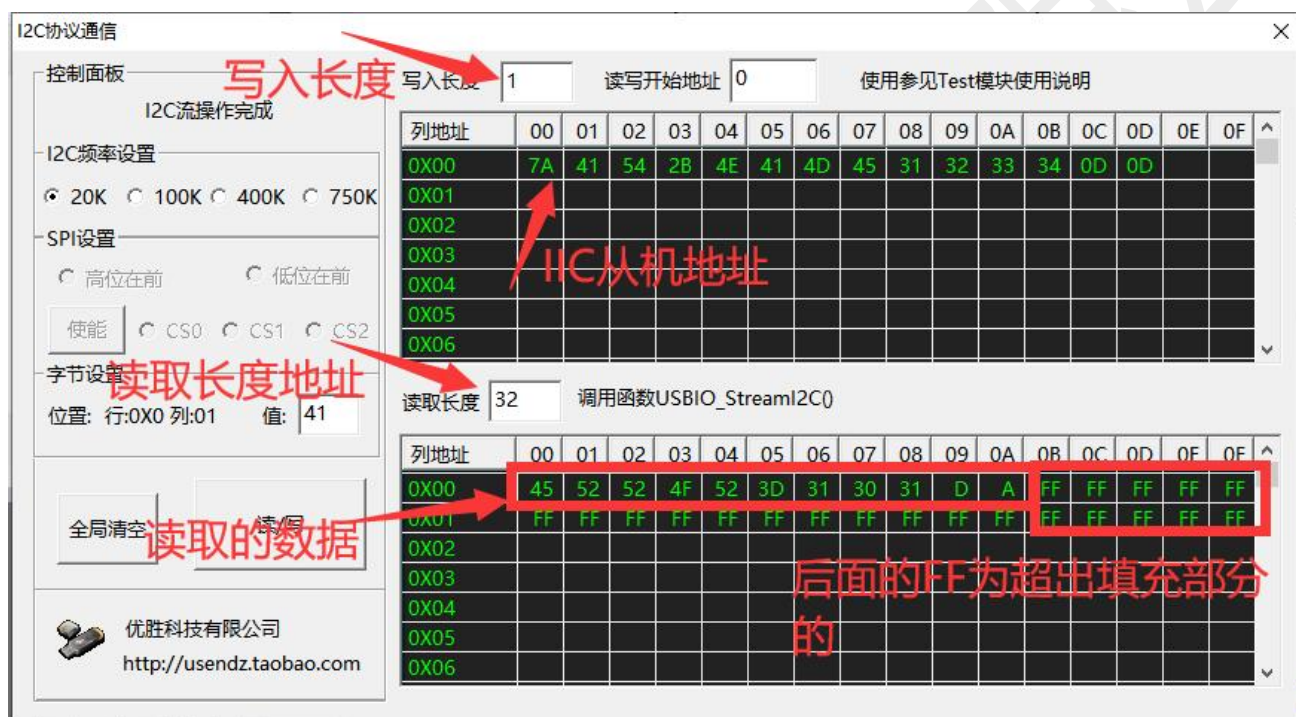 I2C协议通信
控制面板
I2C流操作完成
I2C频率设置
20K 100K 400K 750K
SPI设置
高位在前 低位在前
使能 CS0 CS1 CS2
字节设置
位置: 行:0X0 列:01 值: 41
全局清空 读/写
优胜科技有限公司
http://usendz.taobao.com
写入长度
写入长度 1 读写开始地址 0 使用参见Test模块使用说明
列地址 00 01 02 03 04 05 06 07 08 09 0A 0B 0C 0D 0E 0F
0X00 7A 41 54 2B 4E 41 4D 45 31 32 33 34 0D 0D
0X01
0X02
0X03
0X04
0X05
0X06
IIC从机地址
读取长度地址
读取长度 32 调用函数USBIO_StreamI2C()
列地址 00 01 02 03 04 05 06 07 08 09 0A 0B 0C 0D 0E 0F
0X00 45 52 52 4F 52 3D 31 30 31 D A FF FF FF FF FF
0X01 FF FF FF FF FF FF FF FF FF FF FF FF FF FF FF FF
0X02
0X03
0X04
0X05
0X06
读取的数据
后面的FF为超出填充部分
的